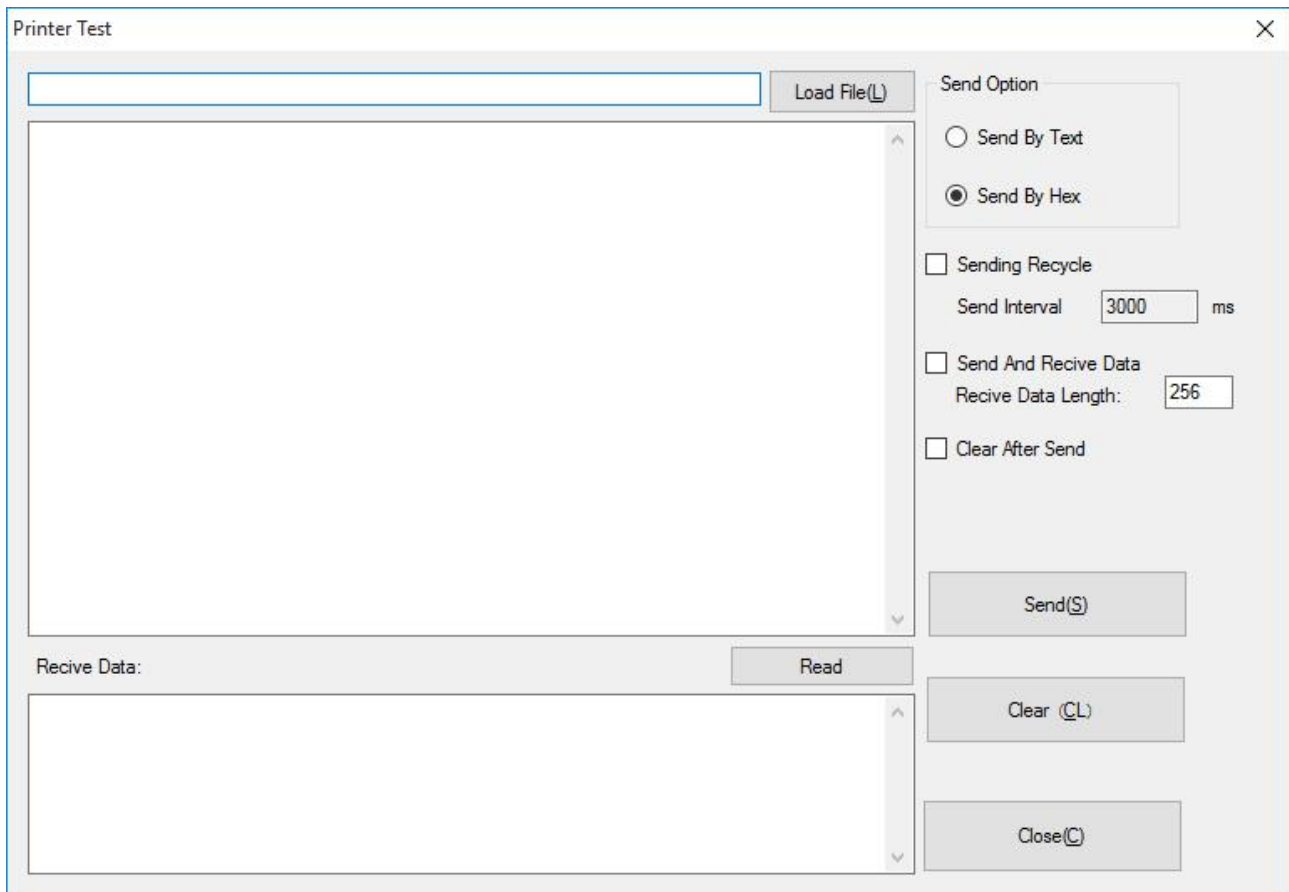 Printer Test
Load File(L)
Send Option
Send By Text
Send By Hex
Sending Recycle
Send Interval 3000 ms
Send And Recive Data
Recive Data Length: 256
Clear After Send
Send(S)
Recive Data:
Read
Clear (CL)
Close(C)